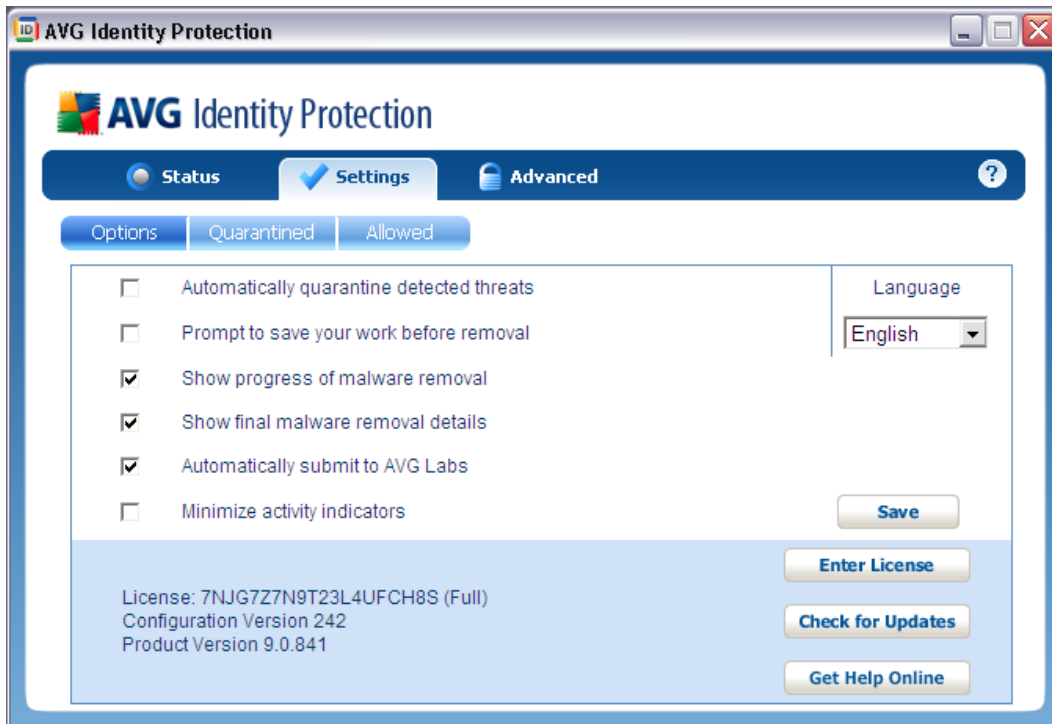 ID AVG Identity Protection
AVG Identity Protection
Status Settings Advanced ?
Options Quarantined Allowed
Automatically quarantine detected threats
Language
Prompt to save your work before removal
English
Show progress of malware removal
Show final malware removal details
Automatically submit to AVG Labs
Minimize activity indicators
Save
Enter License
License: 7NJG7Z7N9T23L4UFCH8S (Full)
Configuration Version 242
Check for Updates
Product Version 9.0.841
Get Help Online